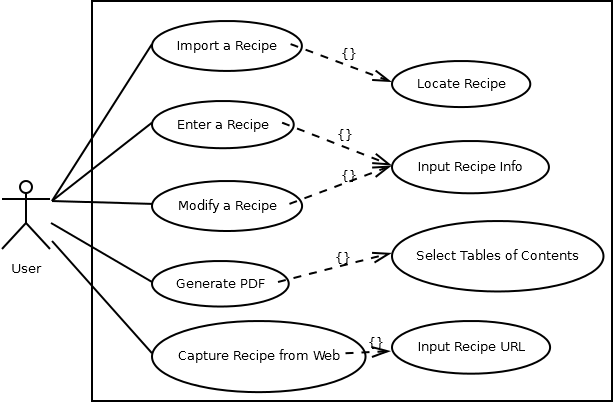 Import a Recipe
{}
Locate Recipe
Enter a Recipe
{}
Input Recipe Info
{}
Modify a Recipe
User
Generate PDF
{}
Select Tables of Contents
Capture Recipe from Web
{}
Input Recipe URL